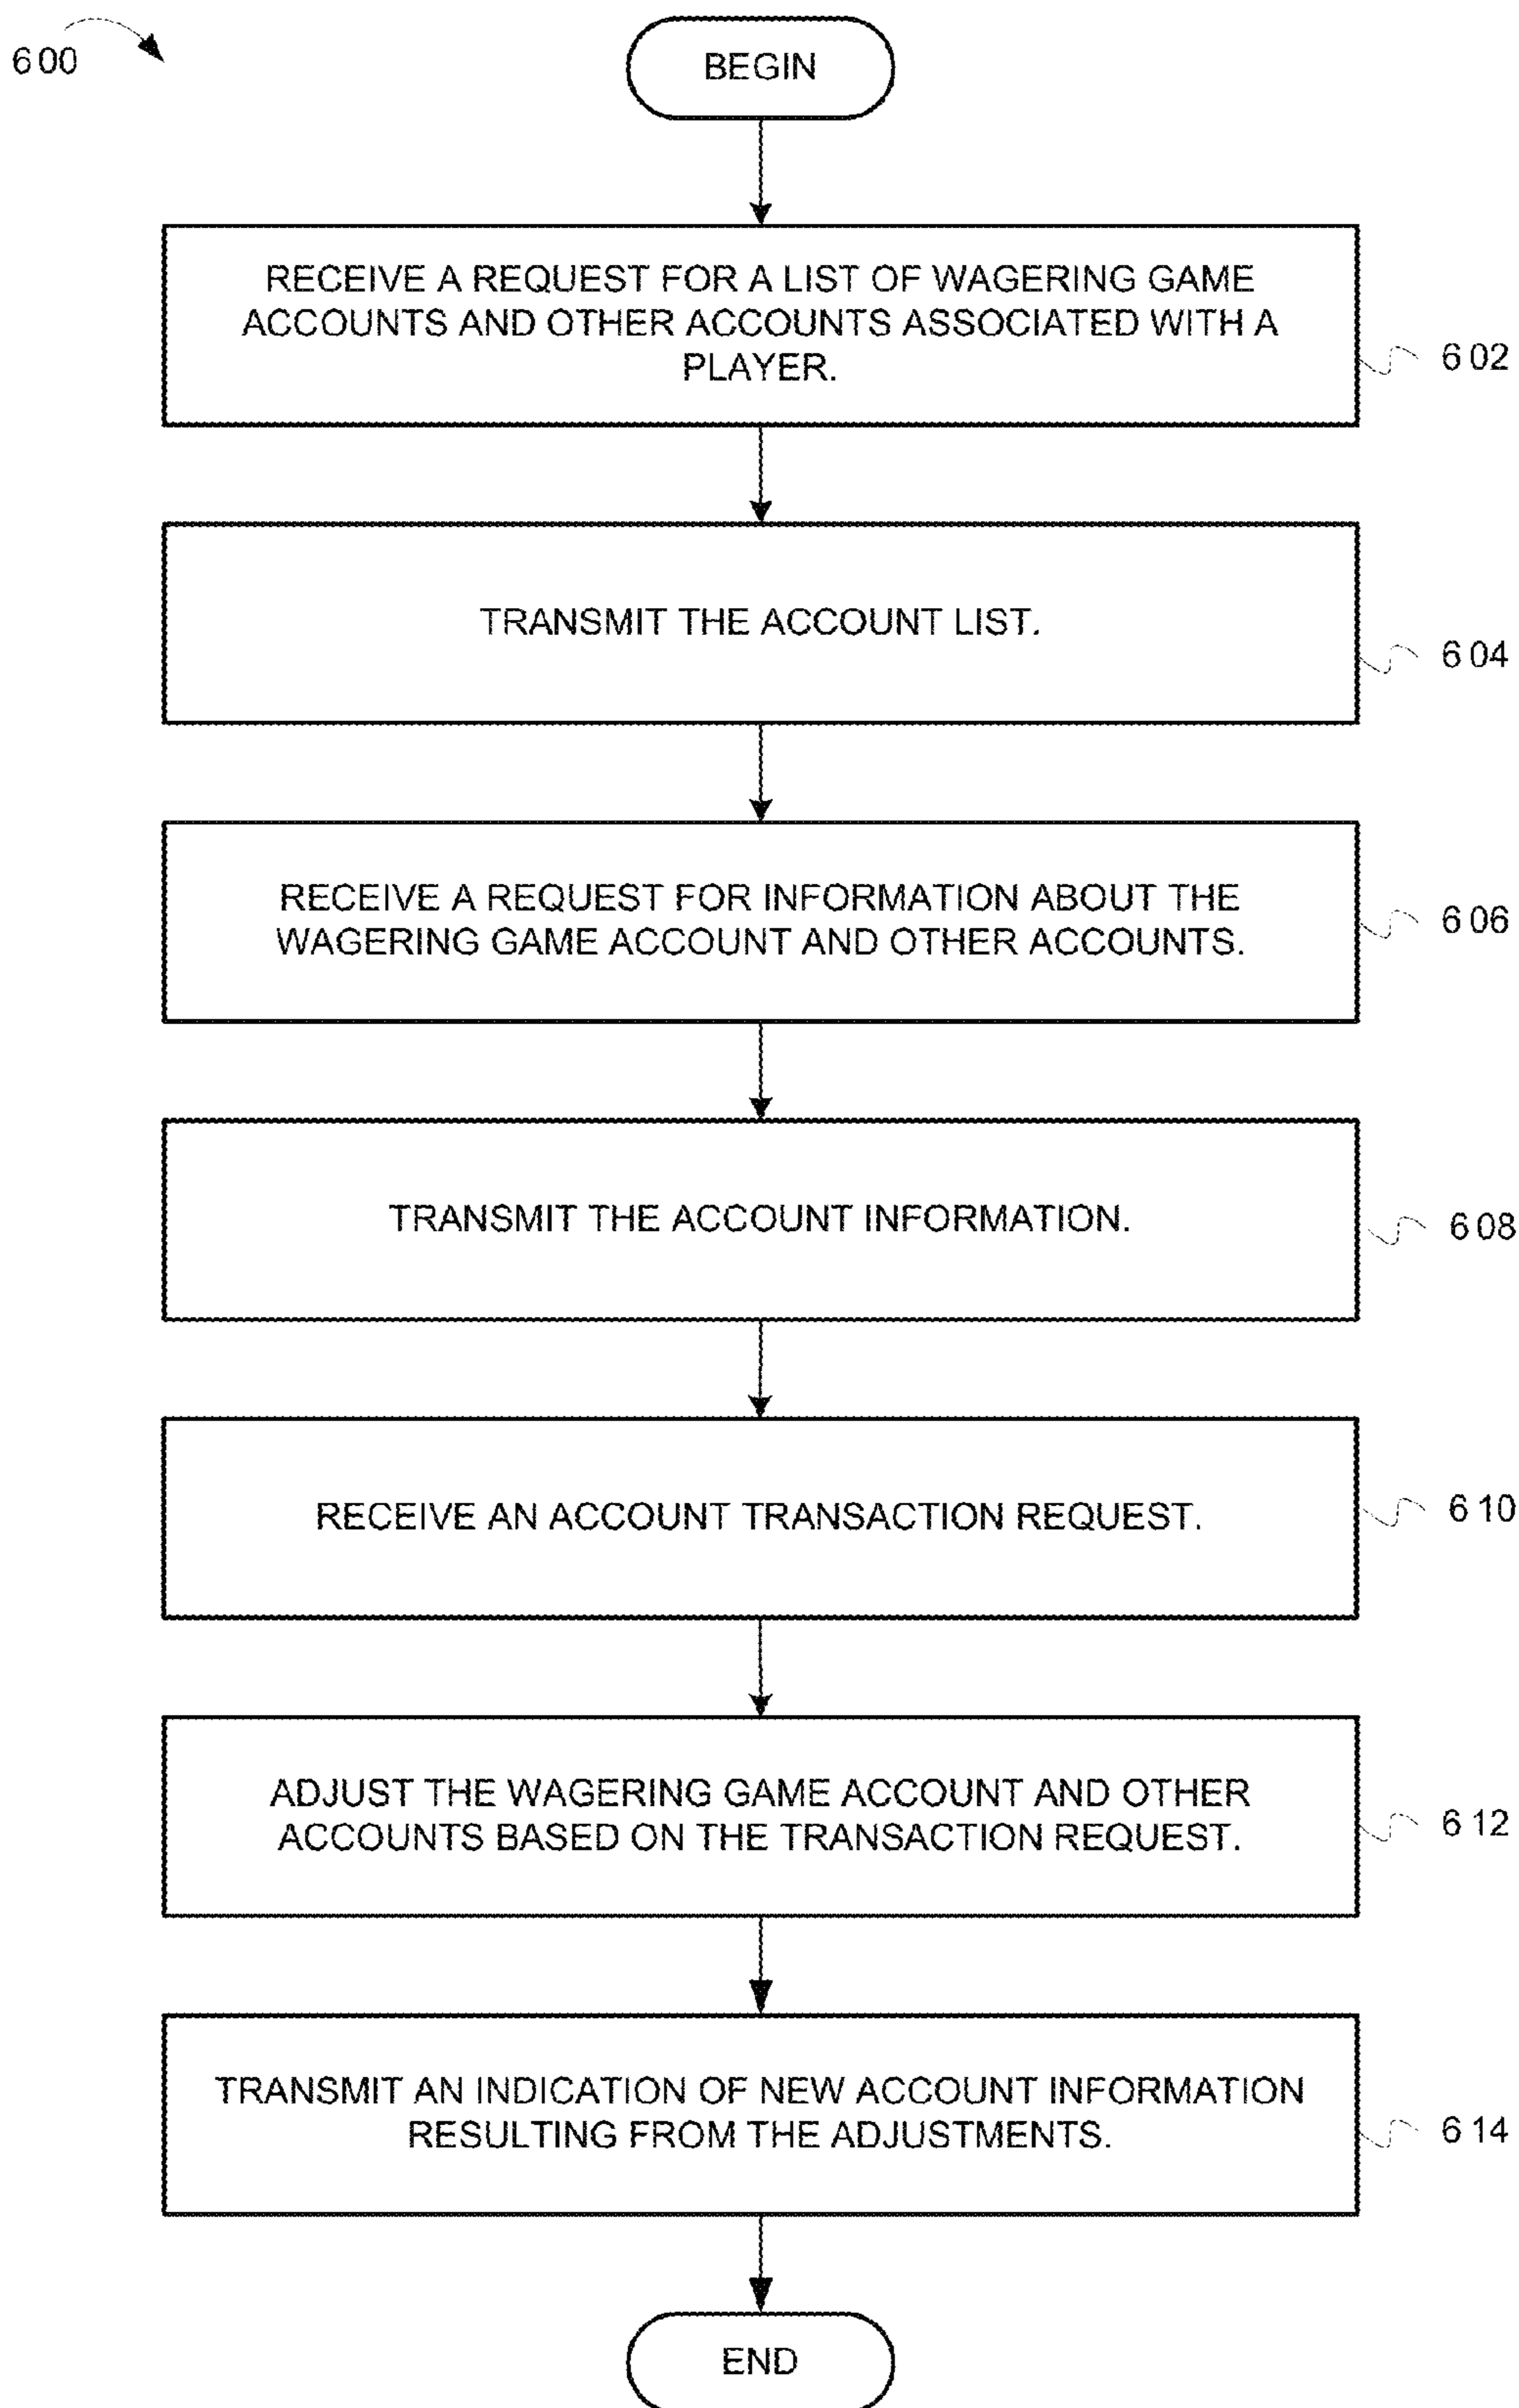 600
BEGIN
RECEIVE A REQUEST FOR A LIST OF WAGERING GAME
ACCOUNTS AND OTHER ACCOUNTS ASSOCIATED WITH A
PLAYER.
602
TRANSMIT THE ACCOUNT LIST.
604
RECEIVE A REQUEST FOR INFORMATION ABOUT THE
WAGERING GAME ACCOUNT AND OTHER ACCOUNTS.
606
TRANSMIT THE ACCOUNT INFORMATION.
608
RECEIVE AN ACCOUNT TRANSACTION REQUEST.
610
ADJUST THE WAGERING GAME ACCOUNT AND OTHER
ACCOUNTS BASED ON THE TRANSACTION REQUEST.
612
TRANSMIT AN INDICATION OF NEW ACCOUNT INFORMATION
RESULTING FROM THE ADJUSTMENTS.
614
END